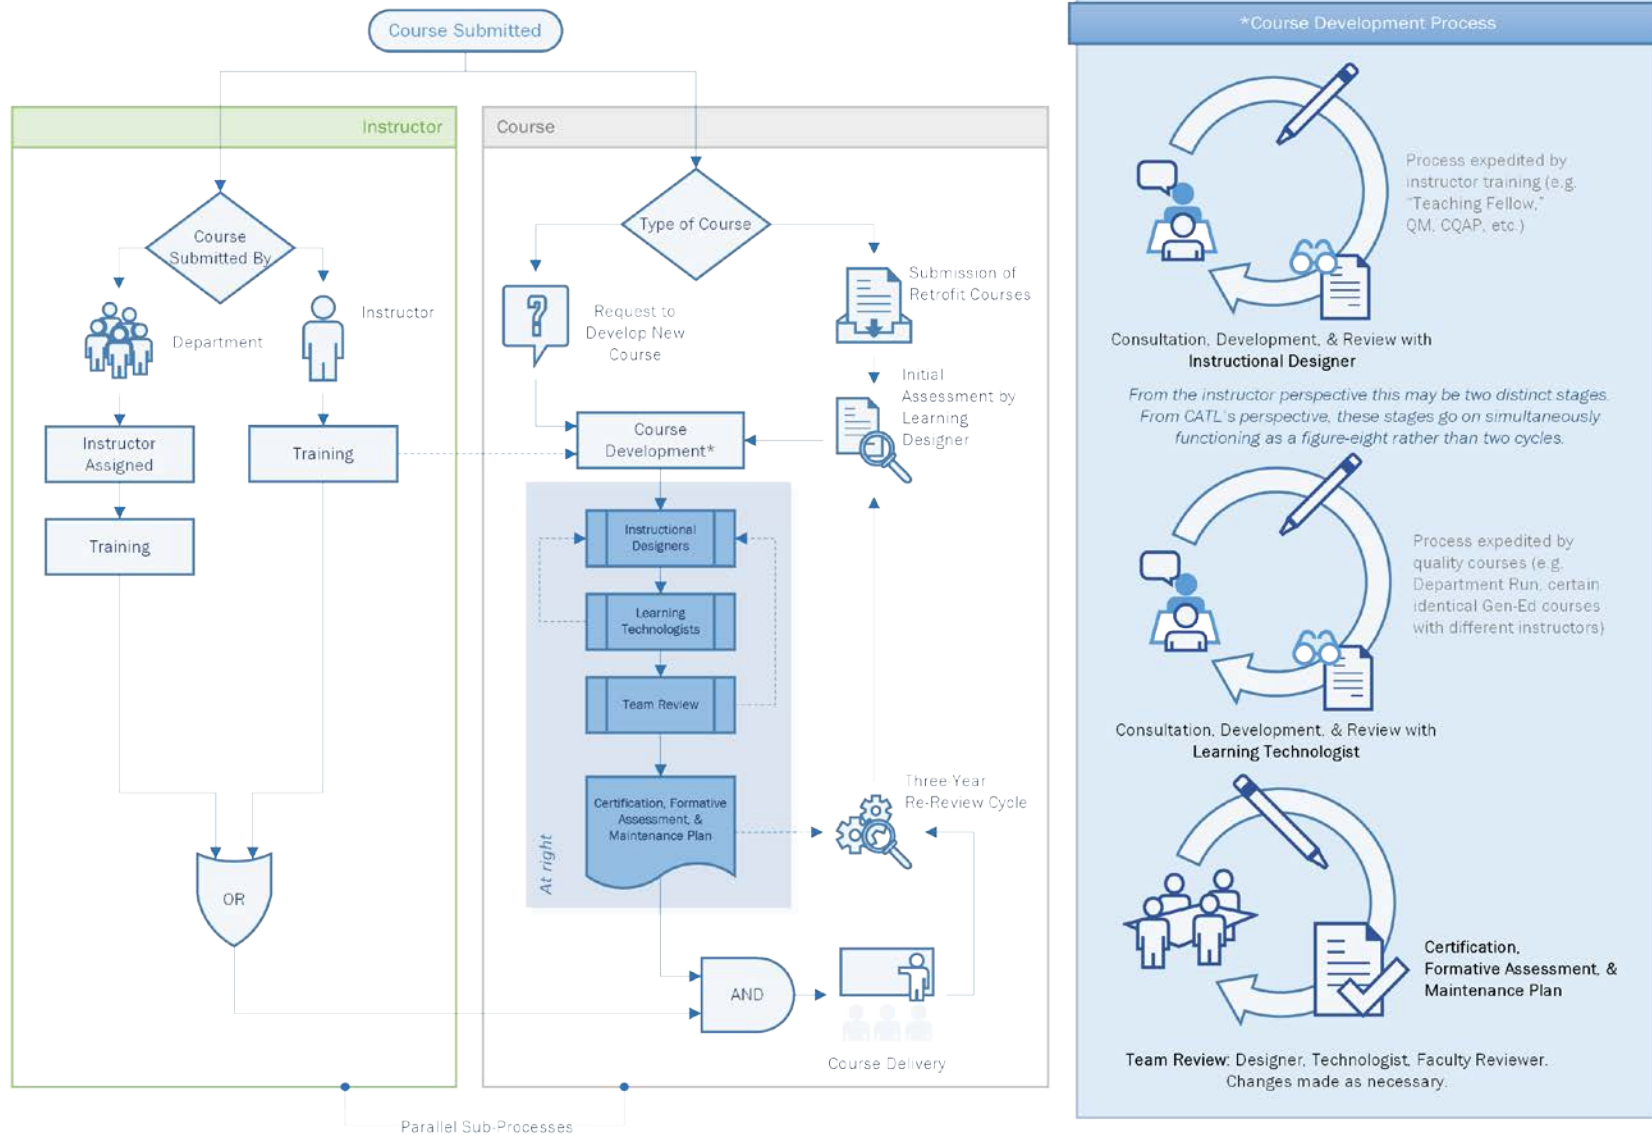 Course Submitted
Instructor
Course
Submitted By
Department
Instructor
Instructor
Assigned
Training
Training
OR
Course
Type of Course
Request to
Develop New
Course
Submission of
Retrofit Courses
Initial
Assessment by
Learning
Designer
Course
Development*
Instructional
Designers
Learning
Technologists
Team Review
Certification, Formative
Assessment, &
Maintenance Plan
At right
Three-Year
Re-Review Cycle
AND
Course Delivery
Parallel Sub-Processes
*Course Development Process
Process expedited by
instructor training (e.g.
"Teaching Fellow,"
QM, CQAP, etc.)
Consultation, Development, & Review with
Instructional Designer
From the instructor perspective this may be two distinct stages.
From CATL's perspective, these stages go on simultaneously
functioning as a figure-eight rather than two cycles.
Process expedited by
quality courses (e.g.
Department Run, certain
identical Gen-Ed courses
with different instructors)
Consultation, Development, & Review with
Learning Technologist
Certification,
Formative Assessment, &
Maintenance Plan
Team Review: Designer, Technologist, Faculty Reviewer.
Changes made as necessary.